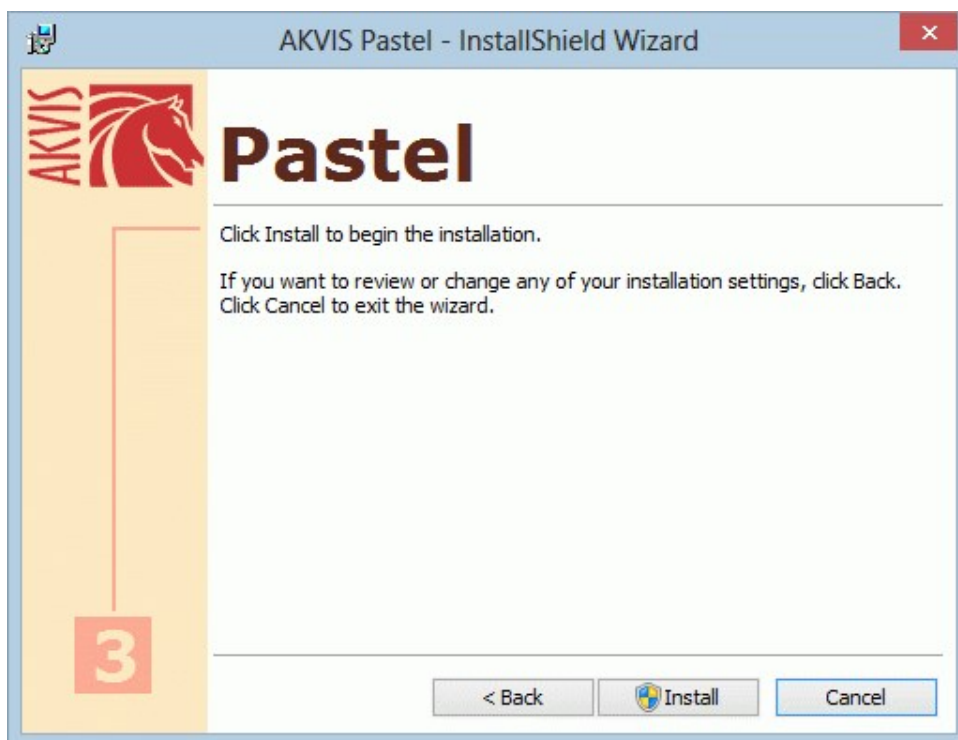 AKVIS Pastel - InstallShield Wizard
AKVIS
Pastel
Click Install to begin the installation.
If you want to review or change any of your installation settings, click Back.
Click Cancel to exit the wizard.
3
< Back
Install
Cancel